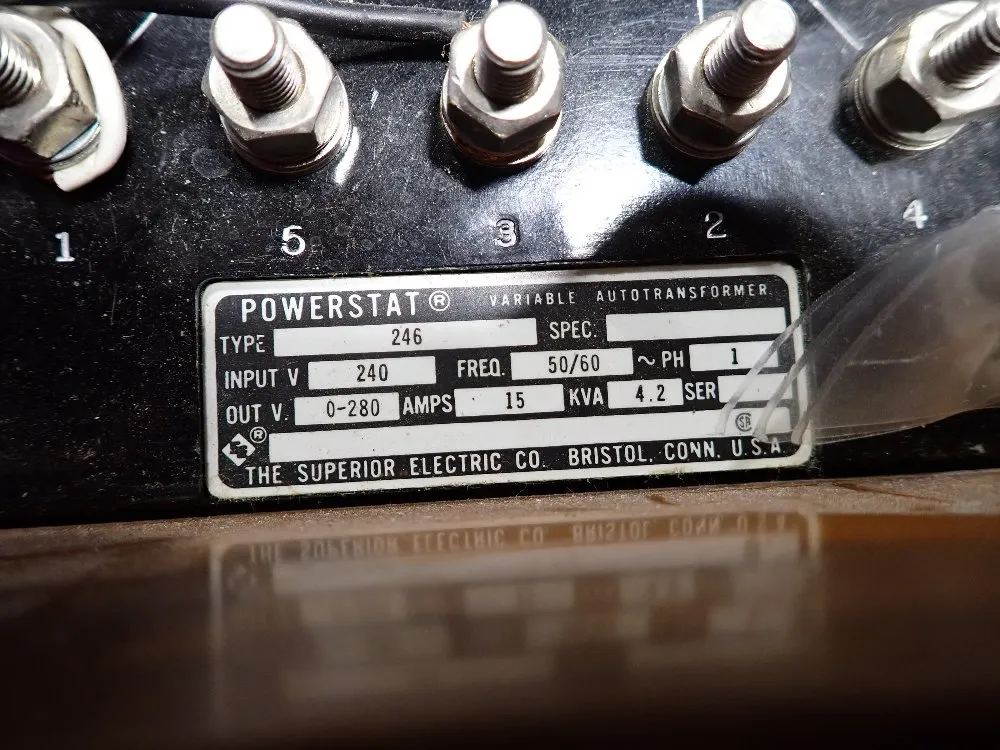 1 5 3 2 4
POWERSTAT® VARIABLE AUTOTRANSFORMER
TYPE 246 SPEC.
INPUT V 240 FREQ. 50/60 ~ PH 1
OUT V. 0-280 AMPS 15 KVA 4.2 SER
® SA
THE SUPERIOR ELECTRIC CO. BRISTOL, CONN. U.S.A.